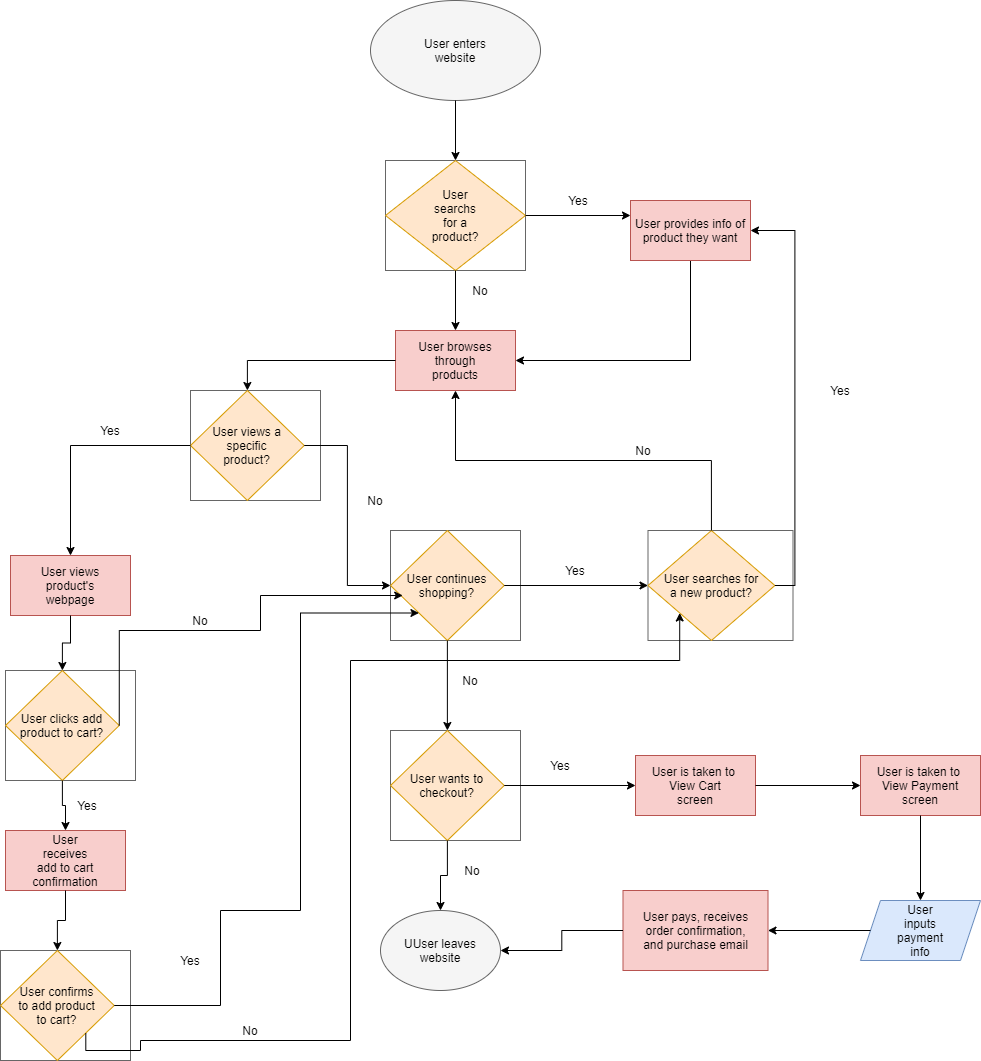 User enters
website
User
searchs
for a
product?
Yes
User provides info of
product they want
No
User browses
through
products
Yes
Yes
User views a
specific
product?
No
No
User views
product's
webpage
User continues
shopping?
Yes
User searches for
a new product?
No
No
User clicks add
product to cart?
Yes
User wants to
checkout?
Yes
User is taken to
View Cart
screen
User is taken to
View Payment
screen
User
receives
add to cart
confirmation
No
User
inputs
payment
info
User pays, receives
order confirmation,
and purchase email
UUser leaves
website
Yes
User confirms
to add product
to cart?
No